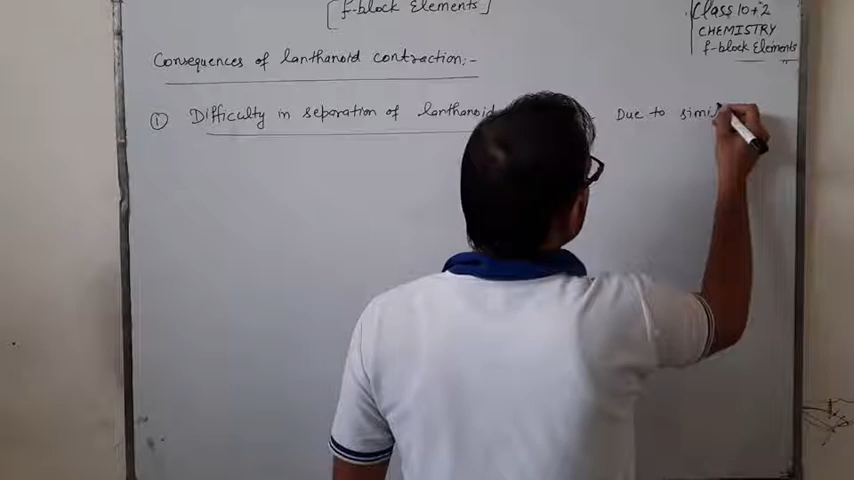 [f-block Elements]
Class 10+2
CHEMISTRY
f-block Elements
Consequences of lanthanoid contraction:-
① Difficulty in separation of lanthanoid Due to simi